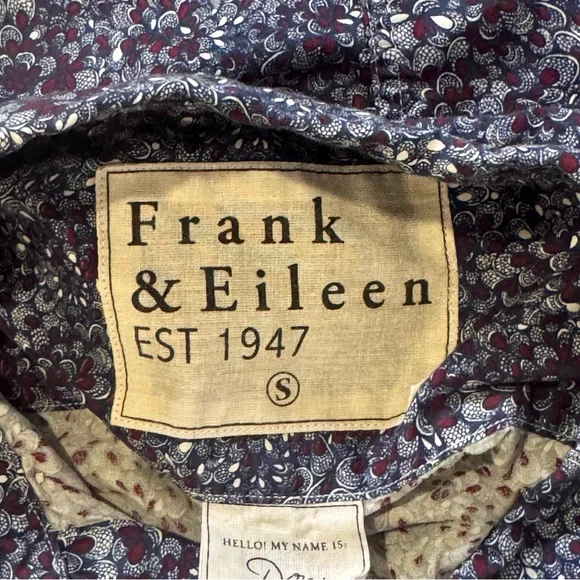 Frank
& Eileen
EST 1947
S
HELLO! MY NAME IS: